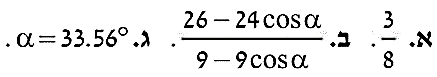 א. 3/8. ב. (26 − 24cosα)/(9 − 9cosα). ג. α = 33.56°.